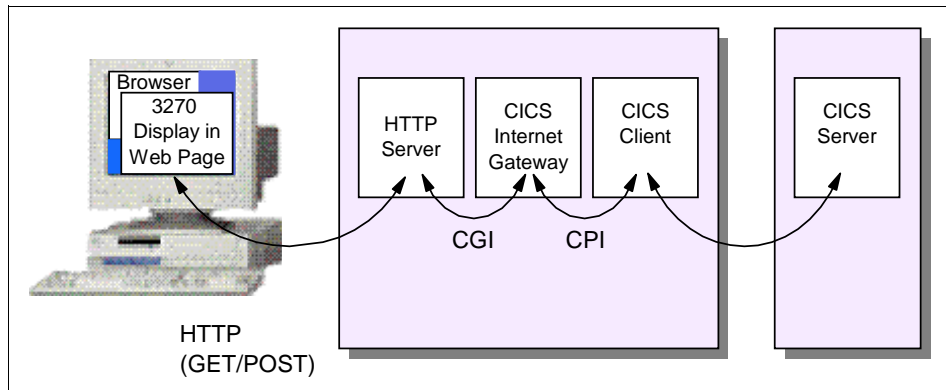 Browser
3270
Display in
Web Page
HTTP
Server
CICS
Internet
Gateway
CICS
Client
CICS
Server
CGI
CPI
HTTP
(GET/POST)